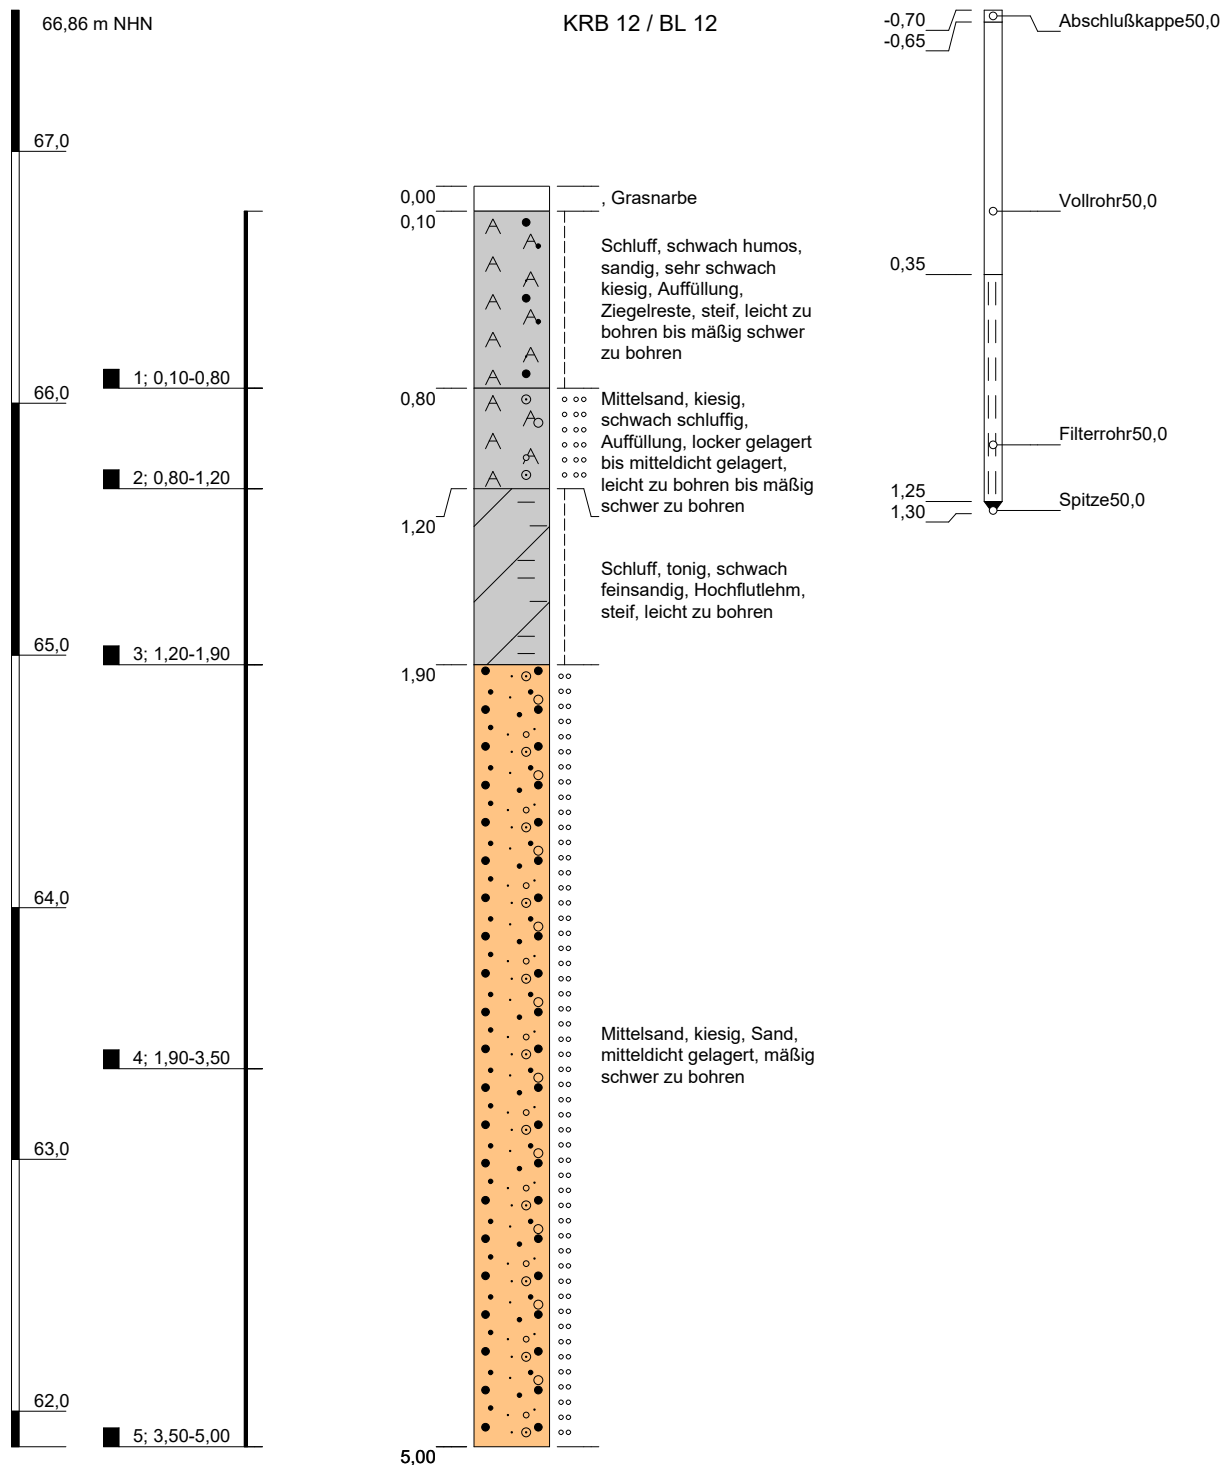 66,86 m NHN
KRB 12 / BL 12
67,0
66,0
65,0
64,0
63,0
62,0
1; 0,10-0,80
2; 0,80-1,20
3; 1,20-1,90
4; 1,90-3,50
5; 3,50-5,00
0,00
0,10
0,80
1,20
1,90
5,00
, Grasnarbe
Schluff, schwach humos,
sandig, sehr schwach
kiesig, Auffüllung,
Ziegelreste, steif, leicht zu
bohren bis mäßig schwer
zu bohren
Mittelsand, kiesig,
schwach schluffig,
Auffüllung, locker gelagert
bis mitteldicht gelagert,
leicht zu bohren bis mäßig
schwer zu bohren
Schluff, tonig, schwach
feinsandig, Hochflutlehm,
steif, leicht zu bohren
Mittelsand, kiesig, Sand,
mitteldicht gelagert, mäßig
schwer zu bohren
-0,70
-0,65
0,35
1,25
1,30
Abschlußkappe50,0
Vollrohr50,0
Filterrohr50,0
Spitze50,0